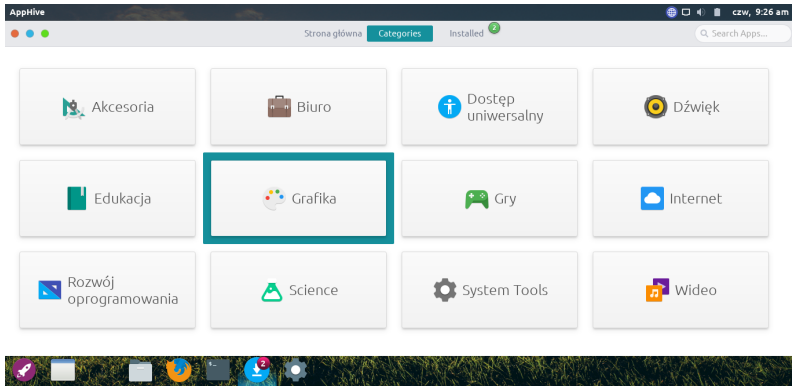 AppHive
czw, 9:26 am
Strona główna
Categories
Installed
2
Search Apps...
Akcesoria
Biuro
Dostęp
uniwersalny
Dźwięk
Edukacja
Grafika
Gry
Internet
Rozwój
oprogramowania
Science
System Tools
Wideo
2